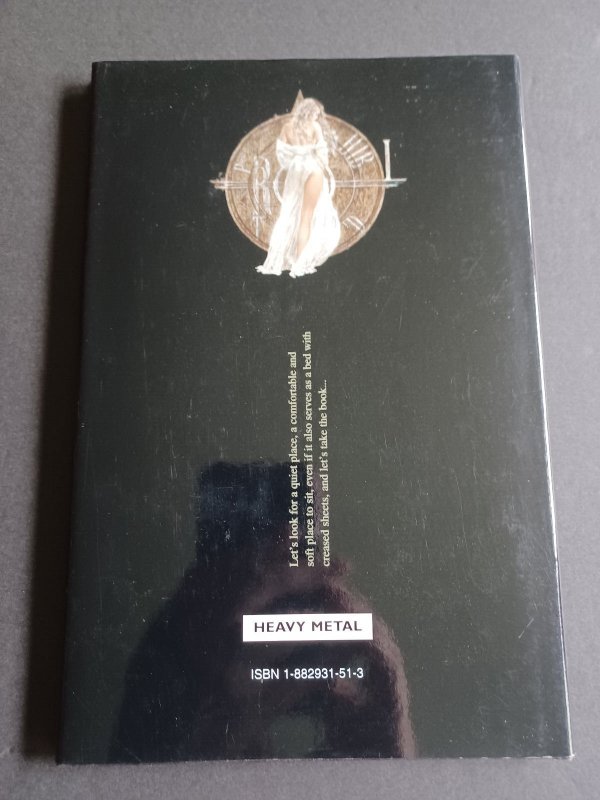 Let's look for a quiet place, a comfortable and
soft place to sit, even if it also serves as a bed with
creased sheets, and let's take the book...
HEAVY METAL
ISBN 1-882931-51-3